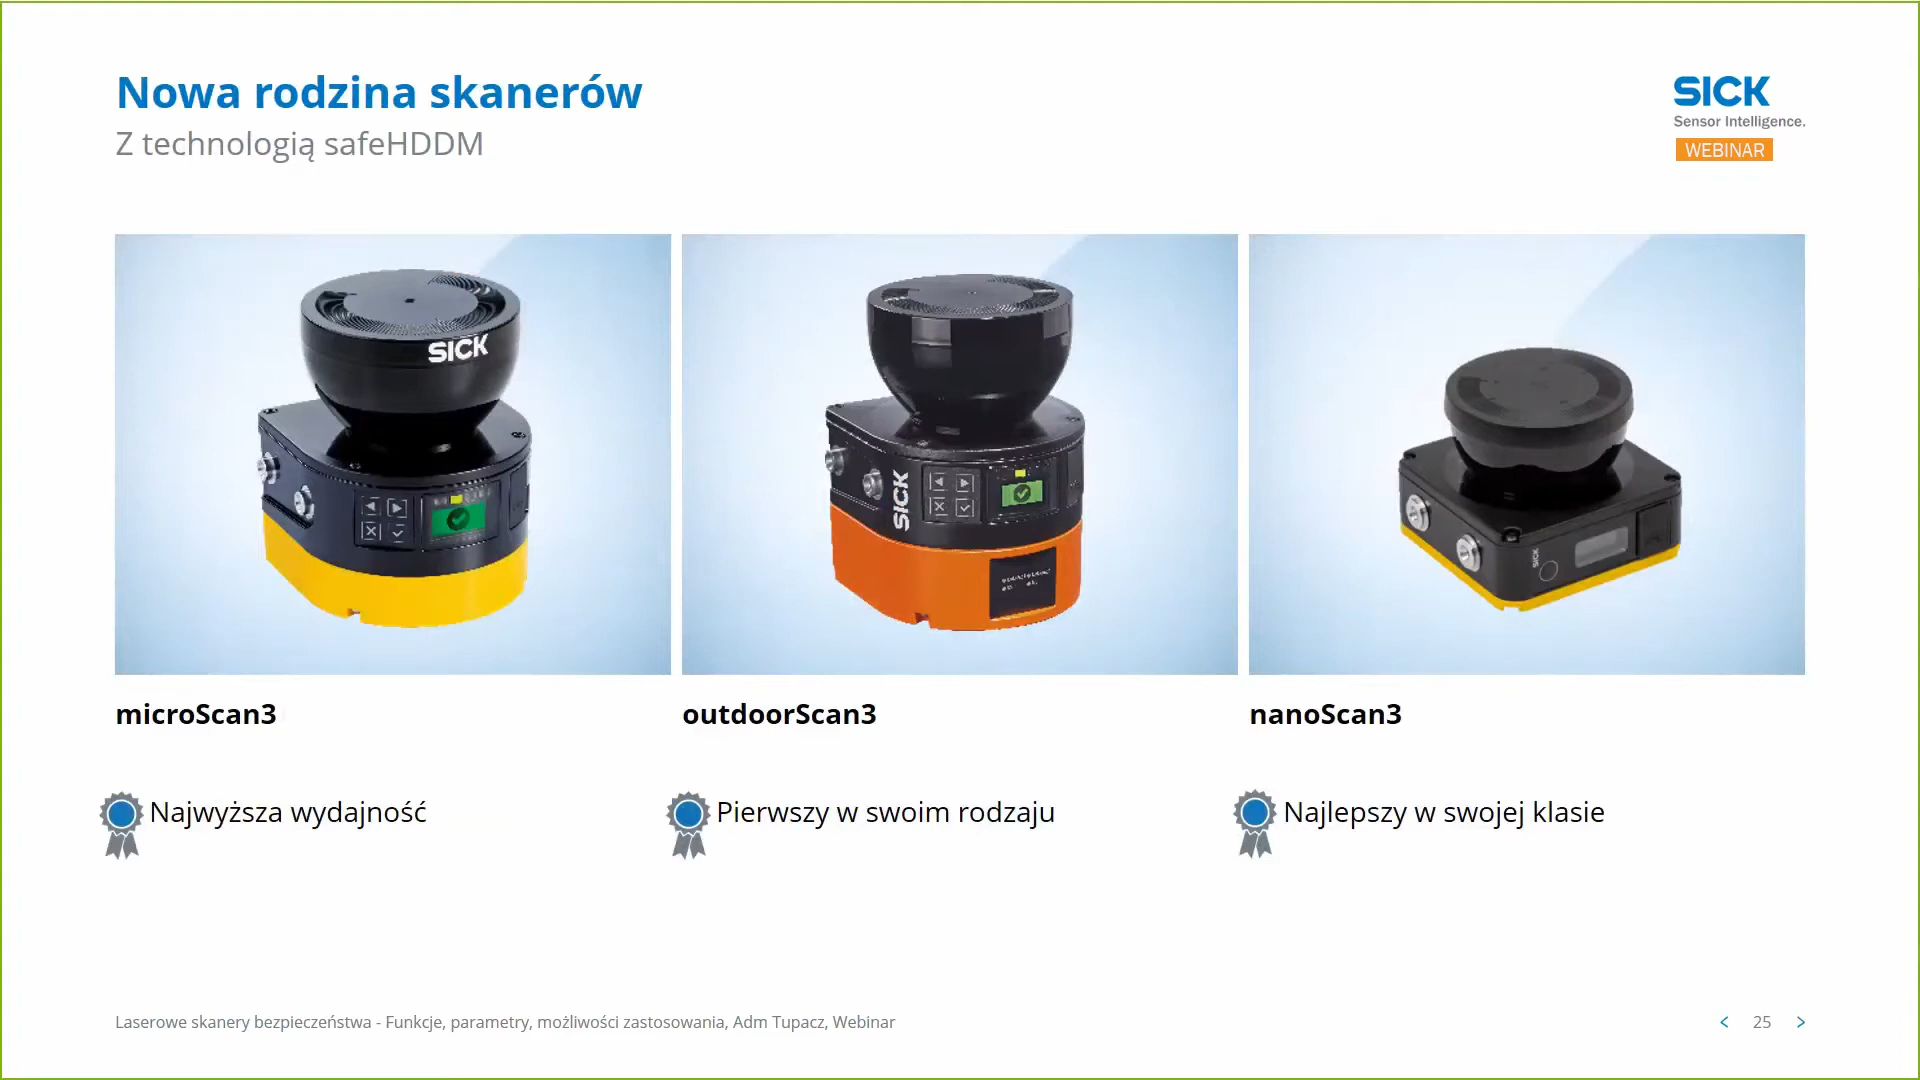 Nowa rodzina skanerów
Z technologią safeHDDM
SICK
Sensor Intelligence.
WEBINAR
SICK
SICK
SICK
microScan3
outdoorScan3
nanoScan3
Najwyższa wydajność
Pierwszy w swoim rodzaju
Najlepszy w swojej klasie
Laserowe skanery bezpieczeństwa - Funkcje, parametry, możliwości zastosowania, Adm Tupacz, Webinar
< 25 >